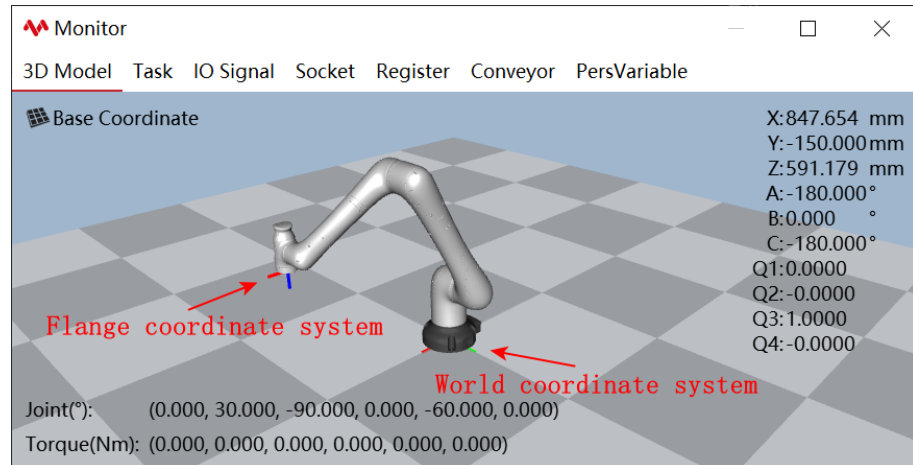 Monitor
3D Model Task IO Signal Socket Register Conveyor PersVariable
Base Coordinate
X:847.654 mm
Y:-150.000mm
Z:591.179 mm
A:-180.000°
B:0.000 °
C:-180.000°
Q1:0.0000
Q2:-0.0000
Q3:1.0000
Q4:-0.0000
Flange coordinate system
World coordinate system
Joint(°): (0.000, 30.000, -90.000, 0.000, -60.000, 0.000)
Torque(Nm): (0.000, 0.000, 0.000, 0.000, 0.000, 0.000)